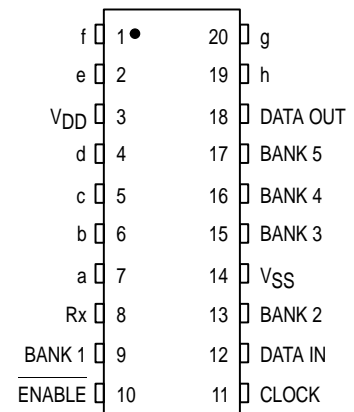 f 1 20 g
e 2 19 h
VDD 3 18 DATA OUT
d 4 17 BANK 5
c 5 16 BANK 4
b 6 15 BANK 3
a 7 14 VSS
Rx 8 13 BANK 2
BANK 1 9 12 DATA IN
ENABLE 10 11 CLOCK